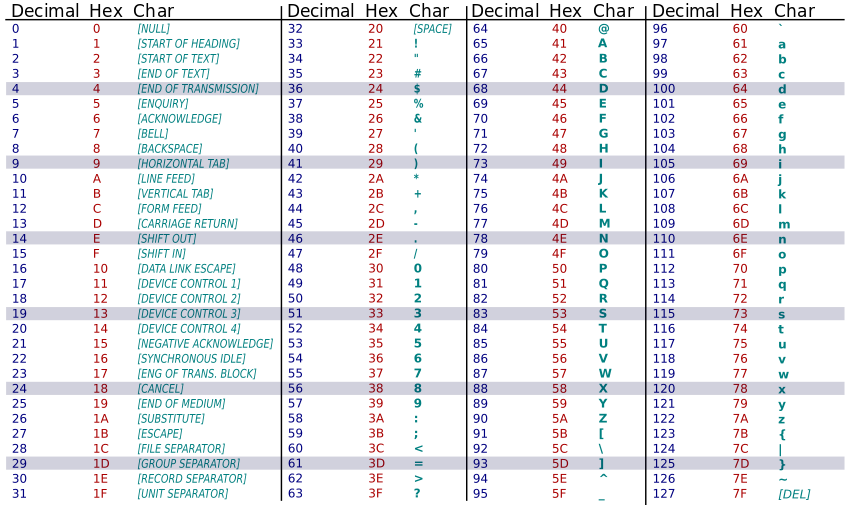 Decimal Hex Char Decimal Hex Char Decimal Hex Char Decimal Hex Char
0 0 [NULL] 32 20 [SPACE] 64 40 @ 96 60 `
1 1 [START OF HEADING] 33 21 ! 65 41 A 97 61 a
2 2 [START OF TEXT] 34 22 " 66 42 B 98 62 b
3 3 [END OF TEXT] 35 23 # 67 43 C 99 63 c
4 4 [END OF TRANSMISSION] 36 24 $ 68 44 D 100 64 d
5 5 [ENQUIRY] 37 25 % 69 45 E 101 65 e
6 6 [ACKNOWLEDGE] 38 26 & 70 46 F 102 66 f
7 7 [BELL] 39 27 ' 71 47 G 103 67 g
8 8 [BACKSPACE] 40 28 ( 72 48 H 104 68 h
9 9 [HORIZONTAL TAB] 41 29 ) 73 49 I 105 69 i
10 A [LINE FEED] 42 2A * 74 4A J 106 6A j
11 B [VERTICAL TAB] 43 2B + 75 4B K 107 6B k
12 C [FORM FEED] 44 2C , 76 4C L 108 6C l
13 D [CARRIAGE RETURN] 45 2D - 77 4D M 109 6D m
14 E [SHIFT OUT] 46 2E . 78 4E N 110 6E n
15 F [SHIFT IN] 47 2F / 79 4F O 111 6F o
16 10 [DATA LINK ESCAPE] 48 30 0 80 50 P 112 70 p
17 11 [DEVICE CONTROL 1] 49 31 1 81 51 Q 113 71 q
18 12 [DEVICE CONTROL 2] 50 32 2 82 52 R 114 72 r
19 13 [DEVICE CONTROL 3] 51 33 3 83 53 S 115 73 s
20 14 [DEVICE CONTROL 4] 52 34 4 84 54 T 116 74 t
21 15 [NEGATIVE ACKNOWLEDGE] 53 35 5 85 55 U 117 75 u
22 16 [SYNCHRONOUS IDLE] 54 36 6 86 56 V 118 76 v
23 17 [ENG OF TRANS. BLOCK] 55 37 7 87 57 W 119 77 w
24 18 [CANCEL] 56 38 8 88 58 X 120 78 x
25 19 [END OF MEDIUM] 57 39 9 89 59 Y 121 79 y
26 1A [SUBSTITUTE] 58 3A : 90 5A Z 122 7A z
27 1B [ESCAPE] 59 3B ; 91 5B [ 123 7B {
28 1C [FILE SEPARATOR] 60 3C < 92 5C \ 124 7C |
29 1D [GROUP SEPARATOR] 61 3D = 93 5D ] 125 7D }
30 1E [RECORD SEPARATOR] 62 3E > 94 5E ^ 126 7E ~
31 1F [UNIT SEPARATOR] 63 3F ? 95 5F _ 127 7F [DEL]